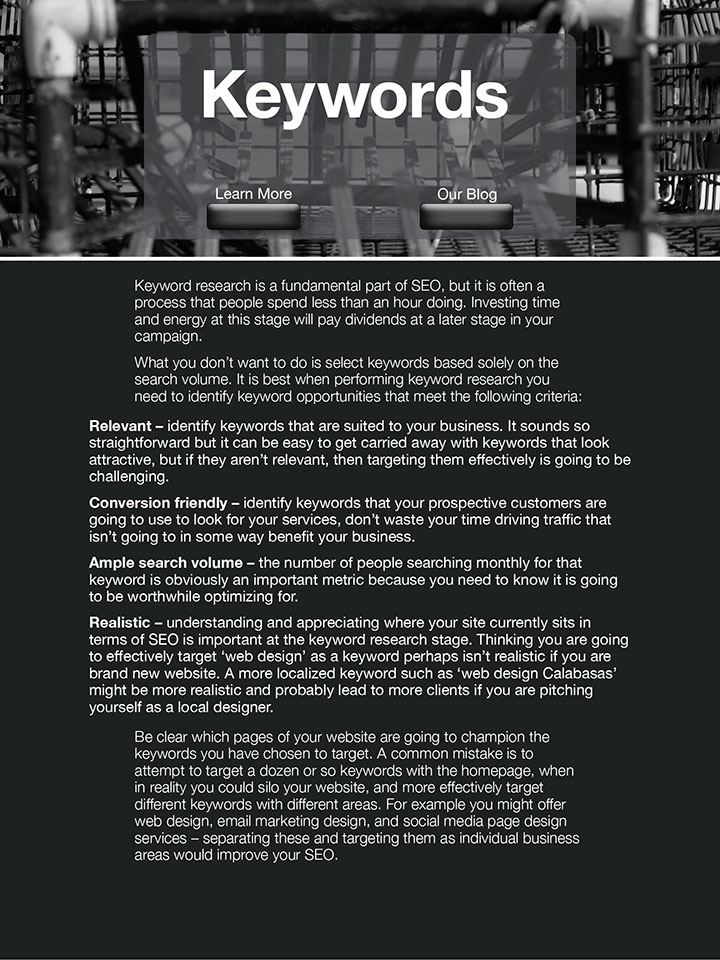 Keywords
Learn More
Our Blog
Keyword research is a fundamental part of SEO, but it is often a
process that people spend less than an hour doing. Investing time
and energy at this stage will pay dividends at a later stage in your
campaign.
What you don’t want to do is select keywords based solely on the
search volume. It is best when performing keyword research you
need to identify keyword opportunities that meet the following criteria:
Relevant – identify keywords that are suited to your business. It sounds so
straightforward but it can be easy to get carried away with keywords that look
attractive, but if they aren’t relevant, then targeting them effectively is going to be
challenging.
Conversion friendly – identify keywords that your prospective customers are
going to use to look for your services, don’t waste your time driving traffic that
isn’t going to in some way benefit your business.
Ample search volume – the number of people searching monthly for that
keyword is obviously an important metric because you need to know it is going
to be worthwhile optimizing for.
Realistic – understanding and appreciating where your site currently sits in
terms of SEO is important at the keyword research stage. Thinking you are going
to effectively target ‘web design’ as a keyword perhaps isn’t realistic if you are
brand new website. A more localized keyword such as ‘web design Calabasas’
might be more realistic and probably lead to more clients if you are pitching
yourself as a local designer.
Be clear which pages of your website are going to champion the
keywords you have chosen to target. A common mistake is to
attempt to target a dozen or so keywords with the homepage, when
in reality you could silo your website, and more effectively target
different keywords with different areas. For example you might offer
web design, email marketing design, and social media page design
services – separating these and targeting them as individual business
areas would improve your SEO.